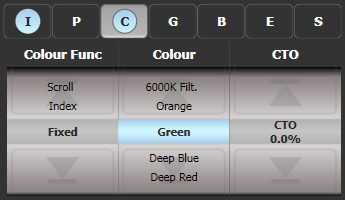 I P C G B E S
Colour Func Colour CTO
Scroll 6000K Filt.
Index Orange
Fixed Green CTO
0.0%
Deep Blue
Deep Red